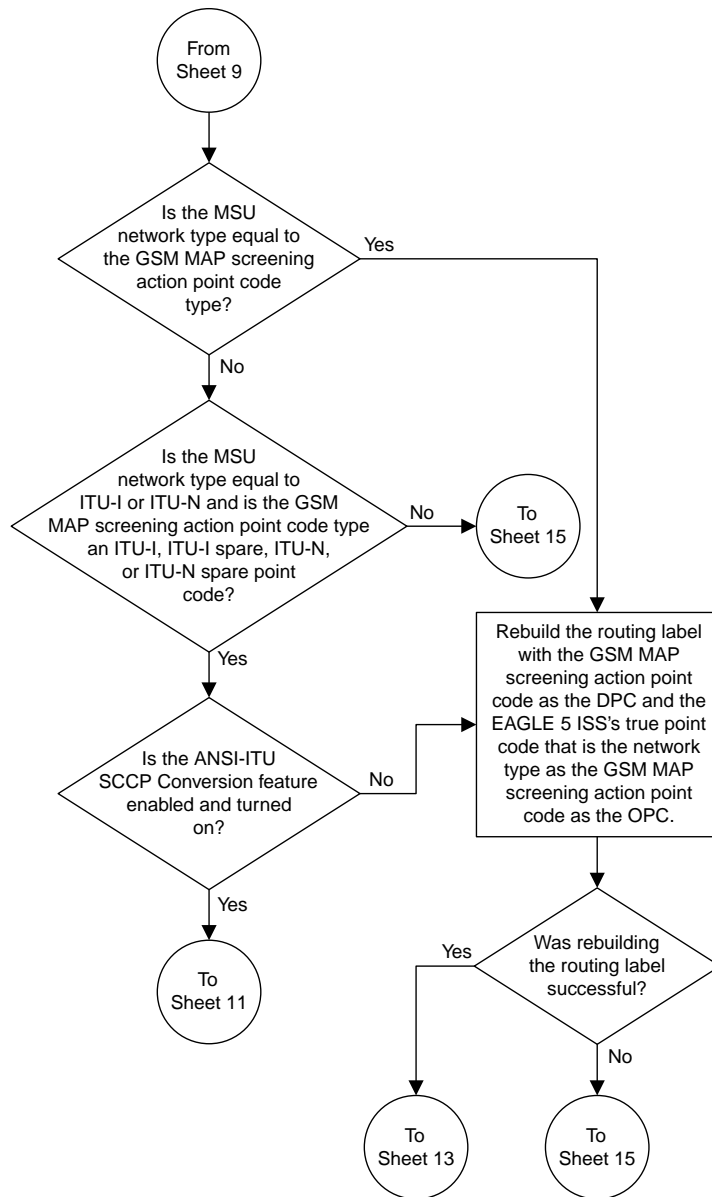 From
Sheet 9
Is the MSU
network type equal to
the GSM MAP screening
action point code
type?
Yes
No
Is the MSU
network type equal to
ITU-I or ITU-N and is the GSM
MAP screening action point code type
an ITU-I, ITU-I spare, ITU-N,
or ITU-N spare point
code?
No
To
Sheet 15
Yes
Rebuild the routing label
with the GSM MAP
screening action point
code as the DPC and the
EAGLE 5 ISS's true point
code that is the network
type as the GSM MAP
screening action point
code as the OPC.
Is the ANSI-ITU
SCCP Conversion feature
enabled and turned
on?
No
Yes
To
Sheet 11
Was rebuilding
the routing label
successful?
Yes
No
To
Sheet 13
To
Sheet 15